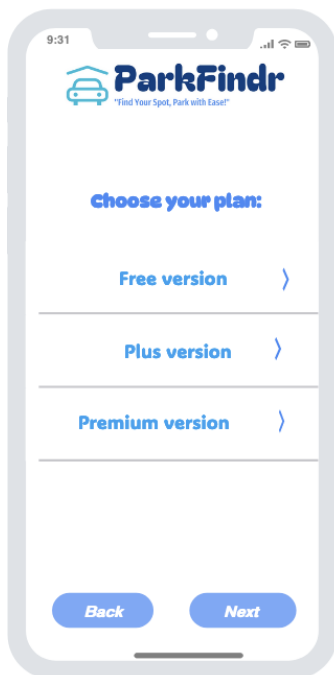 9:31
ParkFindr
"Find Your Spot, Park with Ease!"
Choose your plan:
Free version 〉
Plus version 〉
Premium version 〉
Back Next